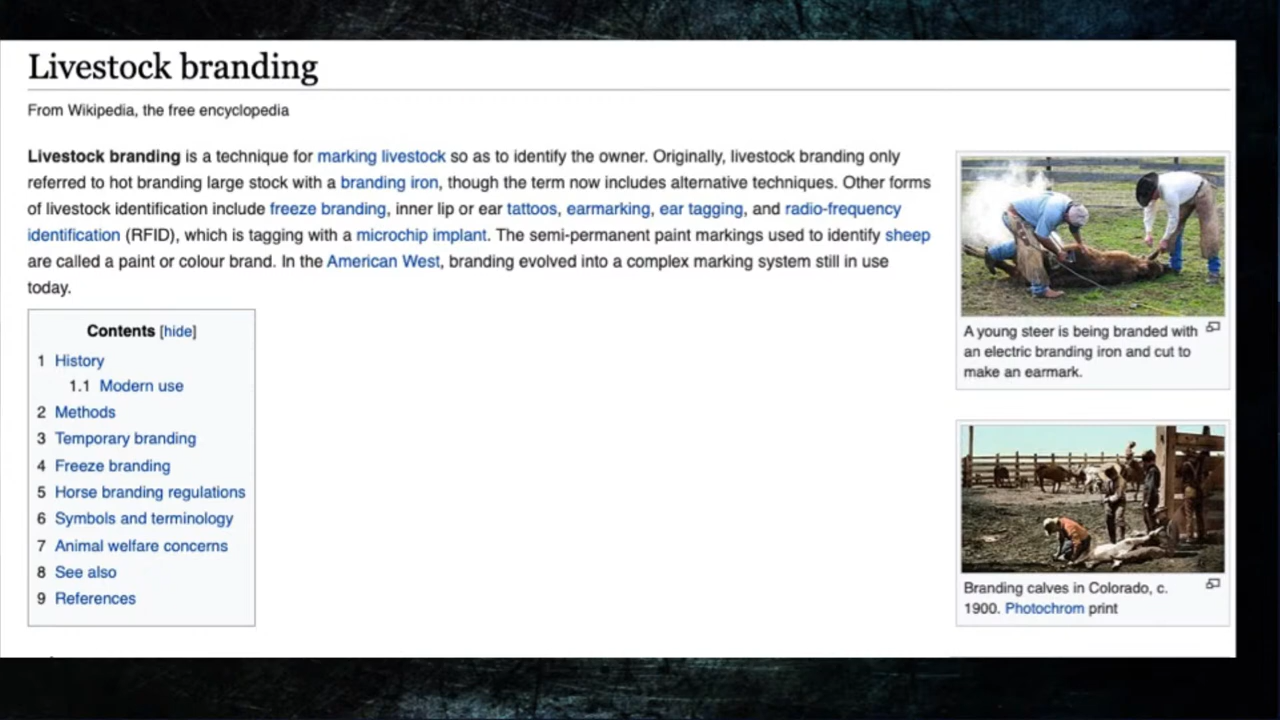 Livestock branding
From Wikipedia, the free encyclopedia
Livestock branding is a technique for marking livestock so as to identify the owner. Originally, livestock branding only
referred to hot branding large stock with a branding iron, though the term now includes alternative techniques. Other forms
of livestock identification include freeze branding, inner lip or ear tattoos, earmarking, ear tagging, and radio-frequency
identification (RFID), which is tagging with a microchip implant. The semi-permanent paint markings used to identify sheep
are called a paint or colour brand. In the American West, branding evolved into a complex marking system still in use
today.
Contents [hide]
1 History
1.1 Modern use
2 Methods
3 Temporary branding
4 Freeze branding
5 Horse branding regulations
6 Symbols and terminology
7 Animal welfare concerns
8 See also
9 References
A young steer is being branded with
an electric branding iron and cut to
make an earmark.
Branding calves in Colorado, c.
1900. Photochrom print